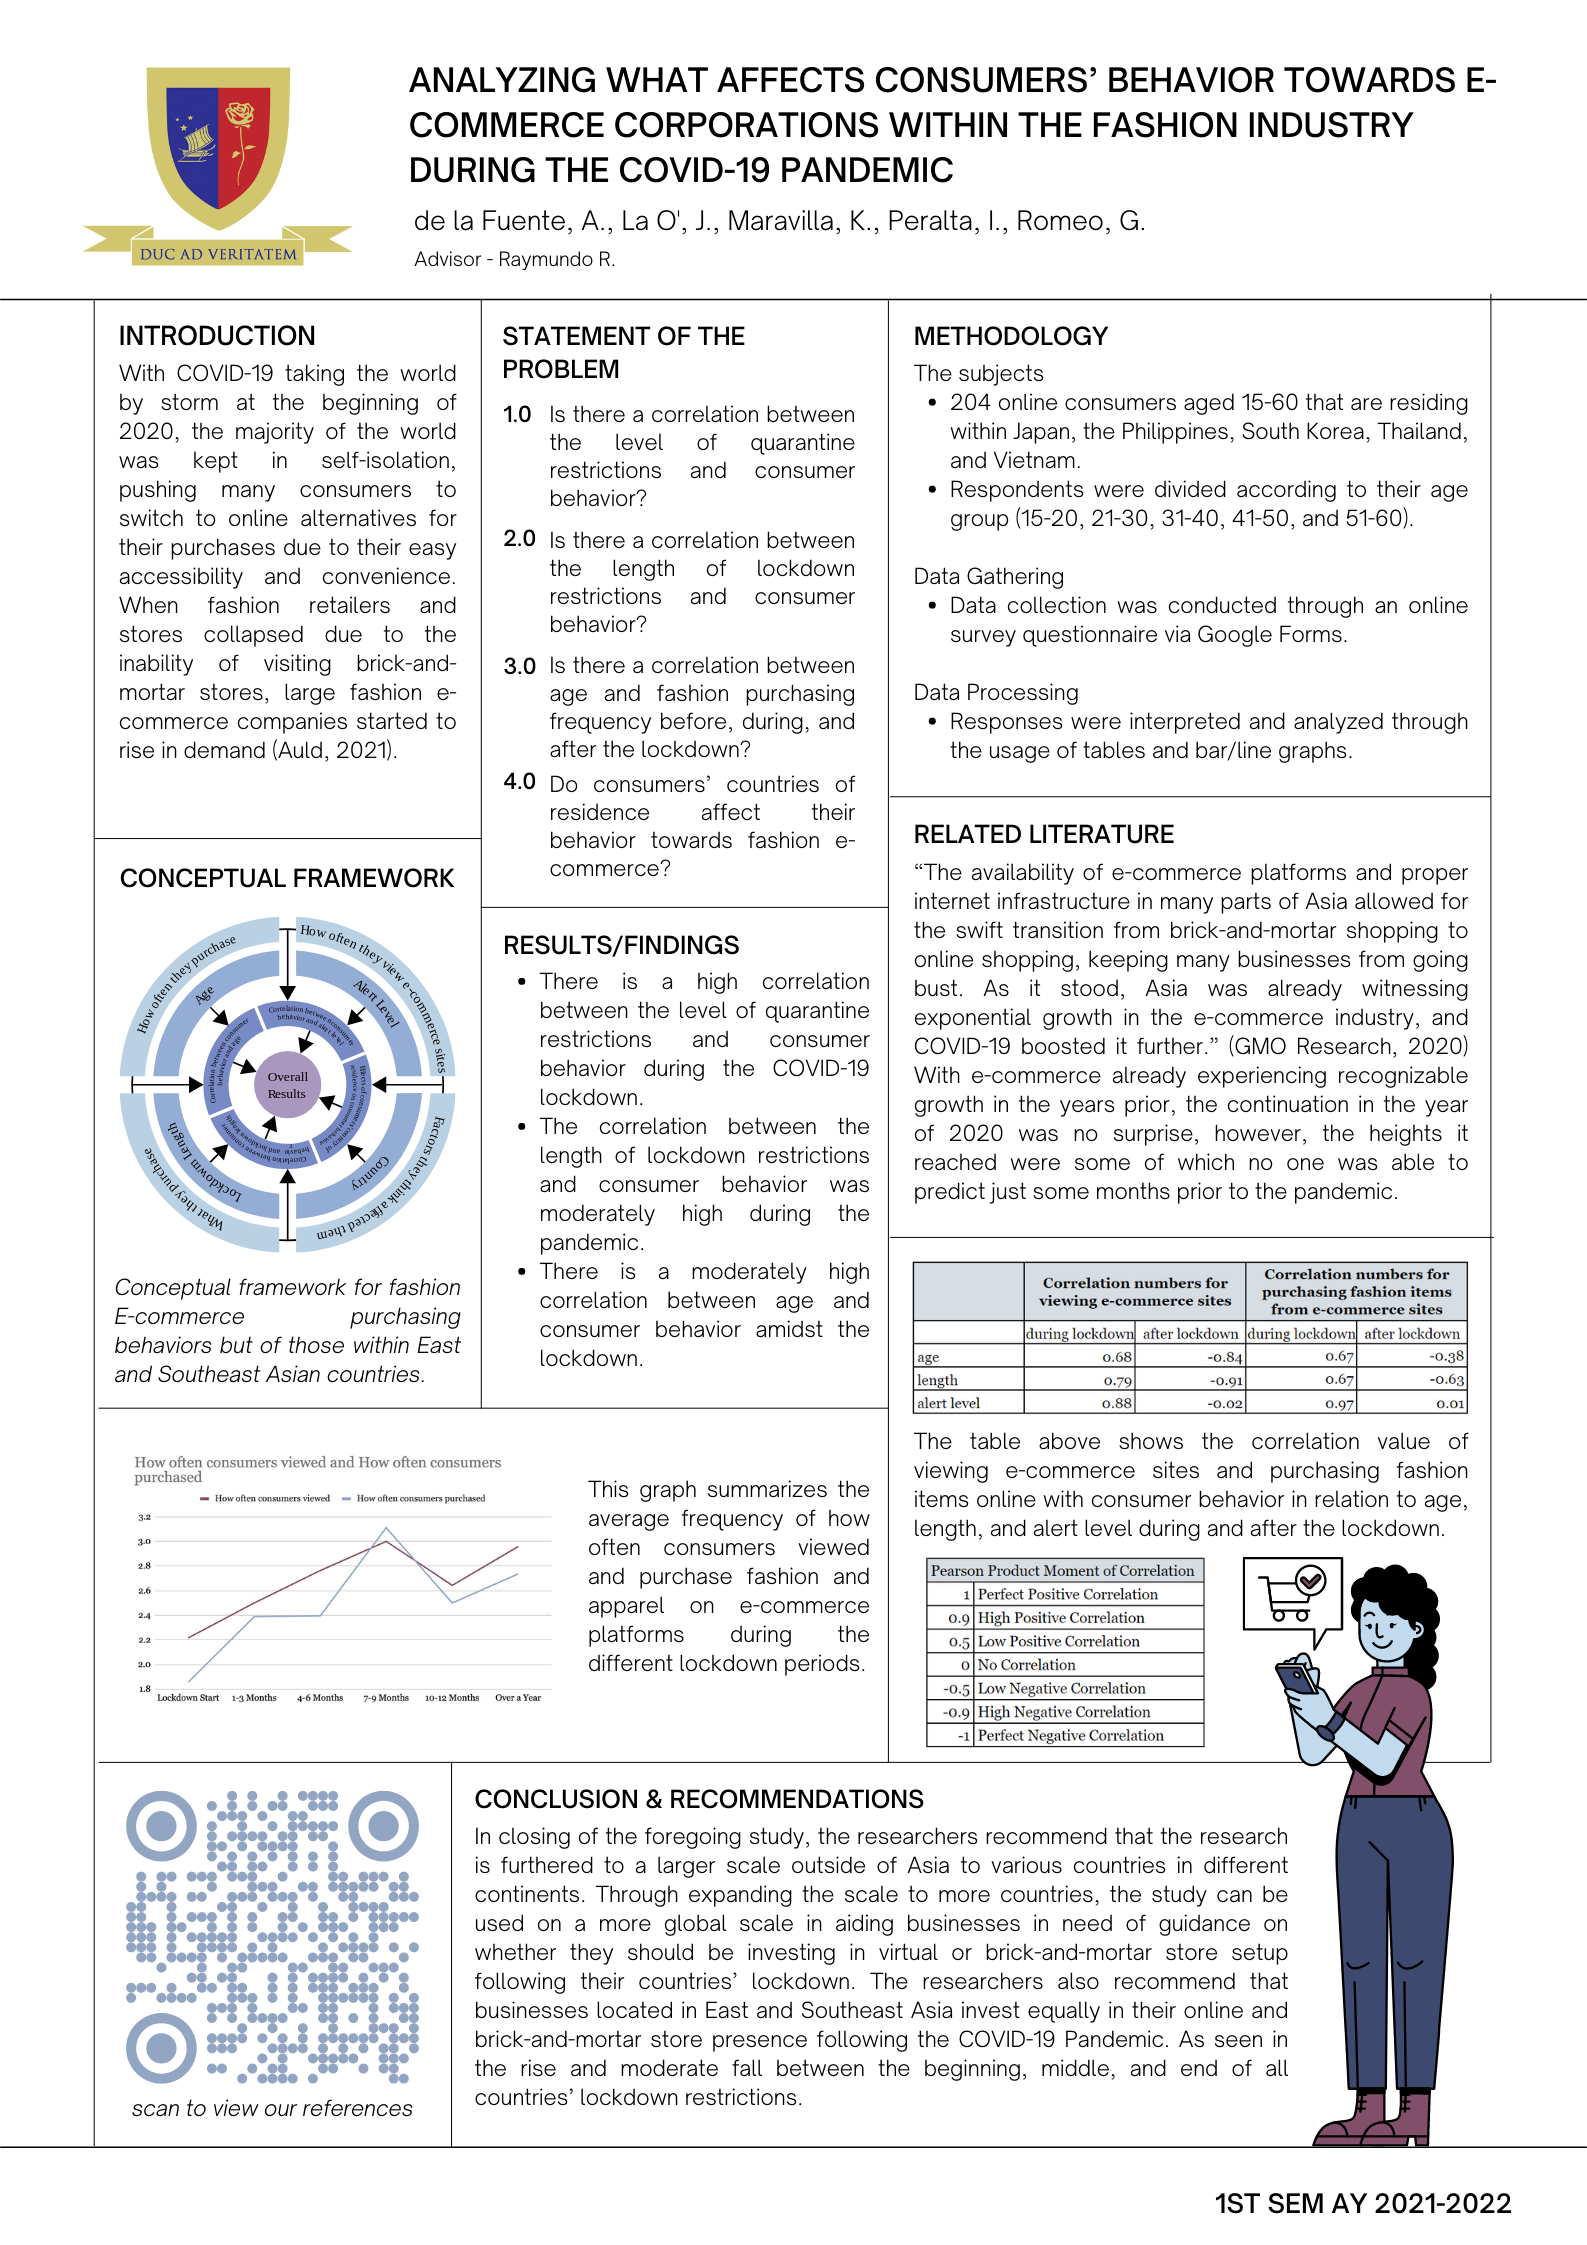 DUC AD VERITATEM
ANALYZING WHAT AFFECTS CONSUMERS' BEHAVIOR TOWARDS E-
COMMERCE CORPORATIONS WITHIN THE FASHION INDUSTRY
DURING THE COVID-19 PANDEMIC
de la Fuente, A., La O', J., Maravilla, K., Peralta, I., Romeo, G.
Advisor - Raymundo R.
INTRODUCTION
With COVID-19 taking the world
by storm at the beginning of
2020, the majority of the world
was kept in self-isolation,
pushing many consumers to
switch to online alternatives for
their purchases due to their easy
accessibility and convenience.
When fashion retailers and
stores collapsed due to the
inability of visiting brick-and-
mortar stores, large fashion e-
commerce companies started to
rise in demand (Auld, 2021).
CONCEPTUAL FRAMEWORK
How often they purchase
How often they view e-commerce sites
Age
Alert Level
Correlation between consumer
behavior and age
Correlation between consumer
behavior and alert level
Overall
Results
Effects of consumers' country of
residence on consumer behavior
Correlation between consumer
behavior and lockdown length
Lockdowm Length
Country
What they purchase
Factors they think affected them
Conceptual framework for fashion
E-commerce purchasing
behaviors but of those within East
and Southeast Asian countries.
STATEMENT OF THE
PROBLEM
1.0 Is there a correlation between
the level of quarantine
restrictions and consumer
behavior?
2.0 Is there a correlation between
the length of lockdown
restrictions and consumer
behavior?
3.0 Is there a correlation between
age and fashion purchasing
frequency before, during, and
after the lockdown?
4.0 Do consumers' countries of
residence affect their
behavior towards fashion e-
commerce?
RESULTS/FINDINGS
• There is a high correlation
between the level of quarantine
restrictions and consumer
behavior during the COVID-19
lockdown.
• The correlation between the
length of lockdown restrictions
and consumer behavior was
moderately high during the
pandemic.
• There is a moderately high
correlation between age and
consumer behavior amidst the
lockdown.
METHODOLOGY
The subjects
• 204 online consumers aged 15-60 that are residing
within Japan, the Philippines, South Korea, Thailand,
and Vietnam.
• Respondents were divided according to their age
group (15-20, 21-30, 31-40, 41-50, and 51-60).
Data Gathering
• Data collection was conducted through an online
survey questionnaire via Google Forms.
Data Processing
• Responses were interpreted and analyzed through
the usage of tables and bar/line graphs.
RELATED LITERATURE
“The availability of e-commerce platforms and proper
internet infrastructure in many parts of Asia allowed for
the swift transition from brick-and-mortar shopping to
online shopping, keeping many businesses from going
bust. As it stood, Asia was already witnessing
exponential growth in the e-commerce industry, and
COVID-19 boosted it further.” (GMO Research, 2020)
With e-commerce already experiencing recognizable
growth in the years prior, the continuation in the year
of 2020 was no surprise, however, the heights it
reached were some of which no one was able to
predict just some months prior to the pandemic.
Correlation numbers for
viewing e-commerce sites
Correlation numbers for
purchasing fashion items
from e-commerce sites
during lockdown after lockdown during lockdown after lockdown
age 0.68 -0.84 0.67 -0.38
length 0.79 -0.91 0.67 -0.63
alert level 0.88 -0.02 0.97 0.01
The table above shows the correlation value of
viewing e-commerce sites and purchasing fashion
items online with consumer behavior in relation to age,
length, and alert level during and after the lockdown.
Pearson Product Moment of Correlation
1 Perfect Positive Correlation
0.9 High Positive Correlation
0.5 Low Positive Correlation
0 No Correlation
-0.5 Low Negative Correlation
-0.9 High Negative Correlation
-1 Perfect Negative Correlation
How often consumers viewed and How often consumers
purchased
How often consumers viewed How often consumers purchased
3.2
3.0
2.8
2.6
2.4
2.2
2.0
1.8
Lockdown Start 1-3 Months 4-6 Months 7-9 Months 10-12 Months Over a Year
This graph summarizes the
average frequency of how
often consumers viewed
and purchase fashion and
apparel on e-commerce
platforms during the
different lockdown periods.
scan to view our references
CONCLUSION & RECOMMENDATIONS
In closing of the foregoing study, the researchers recommend that the research
is furthered to a larger scale outside of Asia to various countries in different
continents. Through expanding the scale to more countries, the study can be
used on a more global scale in aiding businesses in need of guidance on
whether they should be investing in virtual or brick-and-mortar store setup
following their countries' lockdown. The researchers also recommend that
businesses located in East and Southeast Asia invest equally in their online and
brick-and-mortar store presence following the COVID-19 Pandemic. As seen in
the rise and moderate fall between the beginning, middle, and end of all
countries' lockdown restrictions.
1ST SEM AY 2021-2022